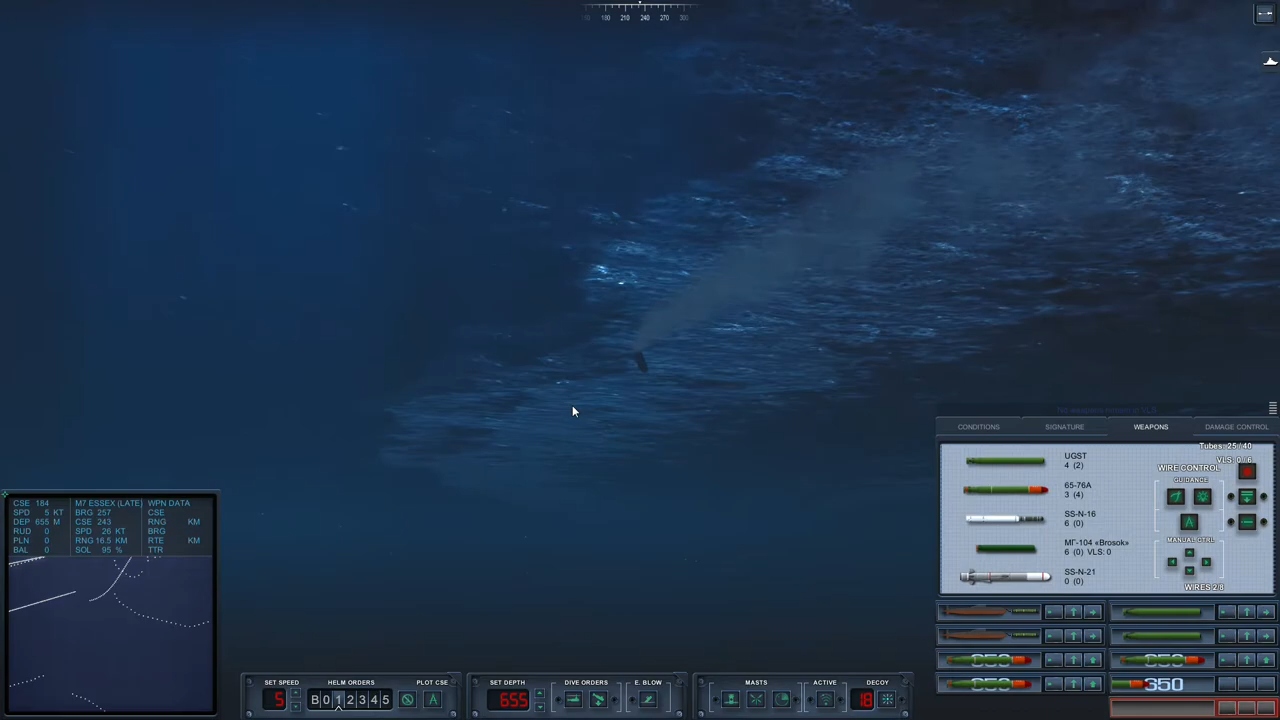 180 210 240 270 300
No weapons remain in VLS
CONDITIONS SIGNATURE WEAPONS DAMAGE CONTROL
Tubes: 25 / 40
VLS: 0 / 6
UGST
4 (2)
65-76A
3 (4)
SS-N-16
6 (0)
МГ-104 «Brosok»
6 (0) VLS: 0
SS-N-21
0 (0)
WIRE CONTROL
GUIDANCE
A
MANUAL CTRL
WIRES 2/8
350
CSE 184
SPD 5 KT
DEP 655 M
RUD 0
PLN 0
BAL 0
M7 ESSEX (LATE)
BRG 257
CSE 243
SPD 26 KT
RNG 16.5 KM
SOL 95 %
WPN DATA
CSE
RNG KM
BRG
RTE KM
TTR
SET SPEED HELM ORDERS PLOT CSE
5 B 0 1 2 3 4 5 A
SET DEPTH DIVE ORDERS E. BLOW
655
MASTS ACTIVE DECOY
18